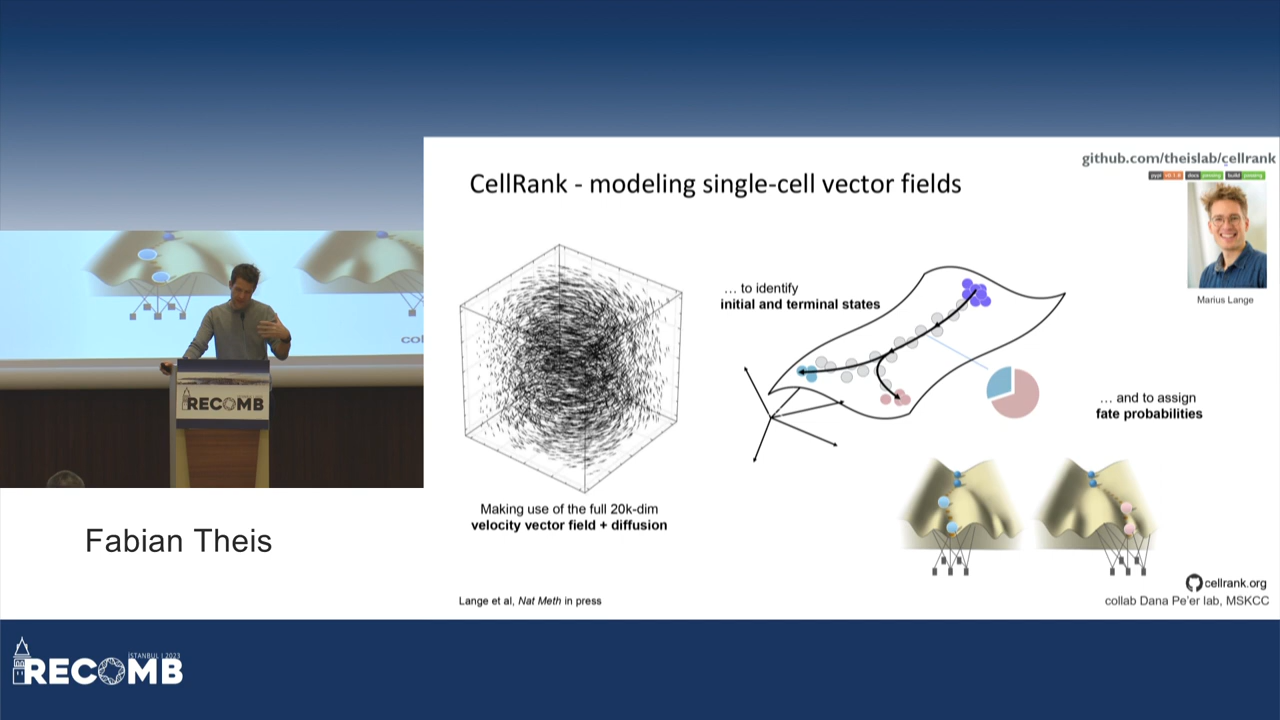 github.com/theislab/cellrank
CellRank - modeling single-cell vector fields
... to identify
initial and terminal states
Marius Lange
... and to assign
fate probabilities
Making use of the full 20k-dim
velocity vector field + diffusion
Lange et al, Nat Meth in press
cellrank.org
collab Dana Pe'er lab, MSKCC
col
RECOMB
Fabian Theis
İSTANBUL | 2023
RECOMB